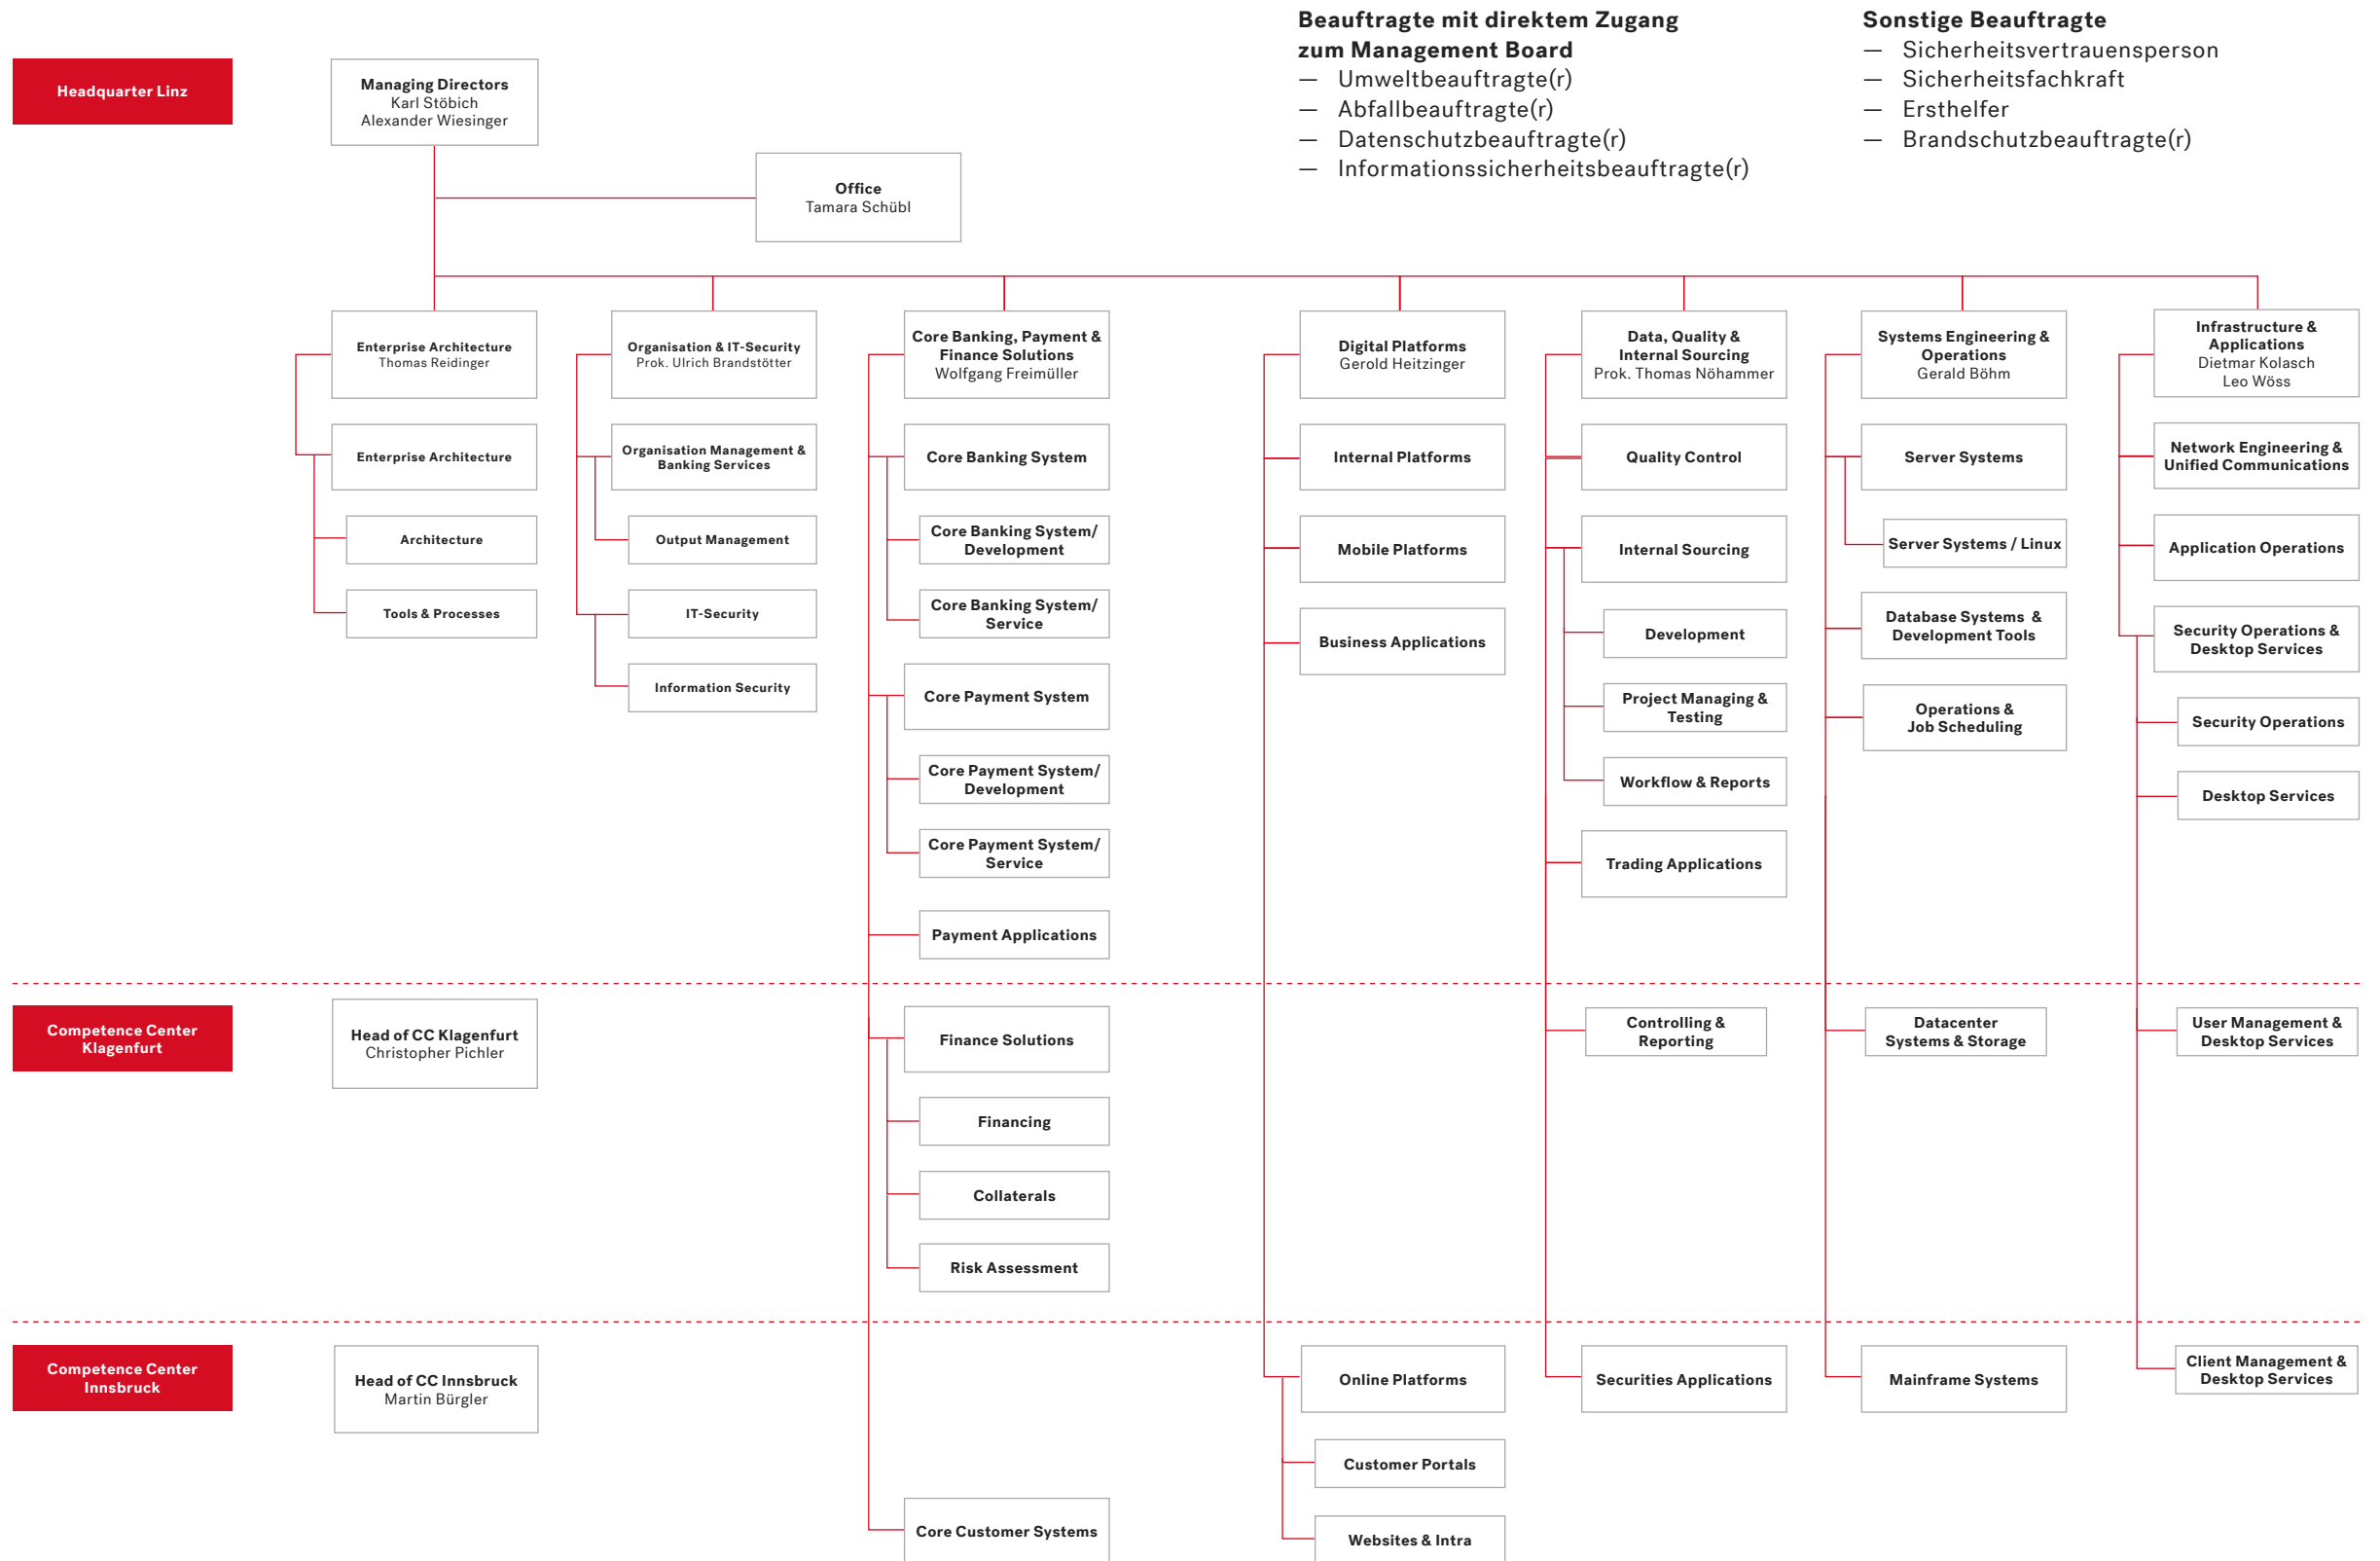 Beauftragte mit direktem Zugang
zum Management Board
— Umweltbeauftragte(r)
— Abfallbeauftragte(r)
— Datenschutzbeauftragte(r)
— Informationssicherheitsbeauftragte(r)
Sonstige Beauftragte
— Sicherheitsvertrauensperson
— Sicherheitsfachkraft
— Ersthelfer
— Brandschutzbeauftragte(r)
Headquarter Linz
Managing Directors
Karl Stöbich
Alexander Wiesinger
Office
Tamara Schübl
Enterprise Architecture
Thomas Reidinger
Enterprise Architecture
Architecture
Tools & Processes
Organisation & IT-Security
Prok. Ulrich Brandstötter
Organisation Management &
Banking Services
Output Management
IT-Security
Information Security
Core Banking, Payment &
Finance Solutions
Wolfgang Freimüller
Core Banking System
Core Banking System/
Development
Core Banking System/
Service
Core Payment System
Core Payment System/
Development
Core Payment System/
Service
Payment Applications
Digital Platforms
Gerold Heitzinger
Internal Platforms
Mobile Platforms
Business Applications
Data, Quality &
Internal Sourcing
Prok. Thomas Nöhammer
Quality Control
Internal Sourcing
Development
Project Managing &
Testing
Workflow & Reports
Trading Applications
Systems Engineering &
Operations
Gerald Böhm
Server Systems
Server Systems / Linux
Database Systems &
Development Tools
Operations &
Job Scheduling
Infrastructure &
Applications
Dietmar Kolasch
Leo Wöss
Network Engineering &
Unified Communications
Application Operations
Security Operations &
Desktop Services
Security Operations
Desktop Services
Competence Center
Klagenfurt
Head of CC Klagenfurt
Christopher Pichler
Finance Solutions
Financing
Collaterals
Risk Assessment
Controlling &
Reporting
Datacenter
Systems & Storage
User Management &
Desktop Services
Competence Center
Innsbruck
Head of CC Innsbruck
Martin Bürgler
Core Customer Systems
Online Platforms
Customer Portals
Websites & Intra
Securities Applications
Mainframe Systems
Client Management &
Desktop Services